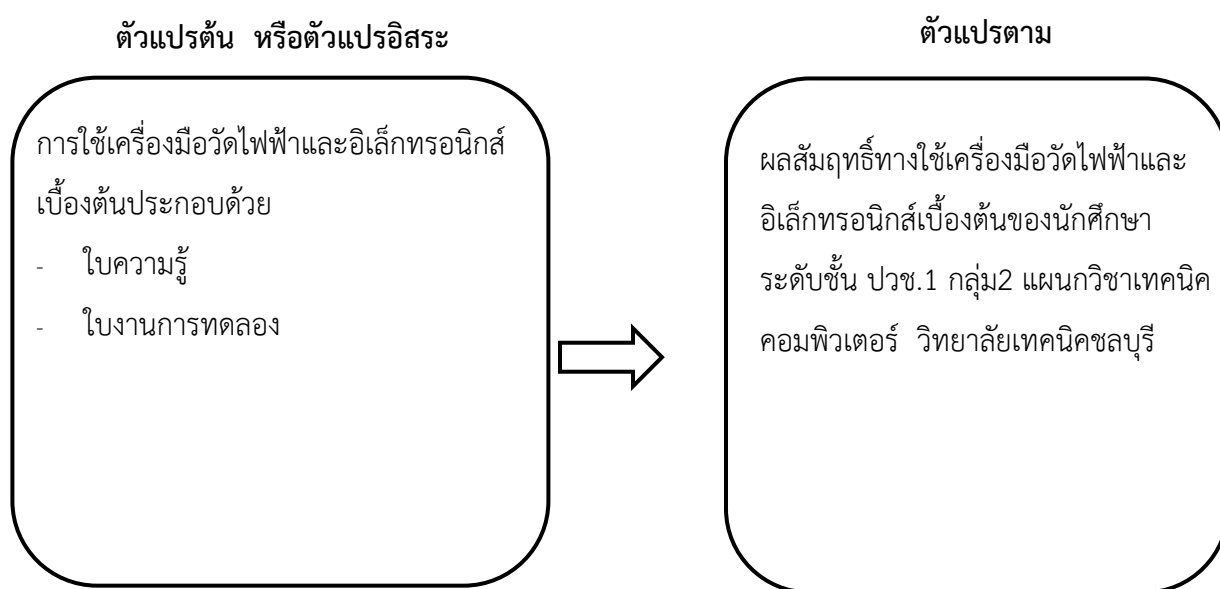 ตัวแปรต้น หรือตัวแปรอิสระ
การใช้เครื่องมือวัดไฟฟ้าและอิเล็กทรอนิกส์
เบื้องต้นประกอบด้วย
- ใบความรู้
- ใบงานการทดลอง
ตัวแปรตาม
ผลสัมฤทธิ์ทางใช้เครื่องมือวัดไฟฟ้าและ
อิเล็กทรอนิกส์เบื้องต้นของนักศึกษา
ระดับชั้น ปวช.1 กลุ่ม2 แผนกวิชาเทคนิค
คอมพิวเตอร์ วิทยาลัยเทคนิคชลบุรี